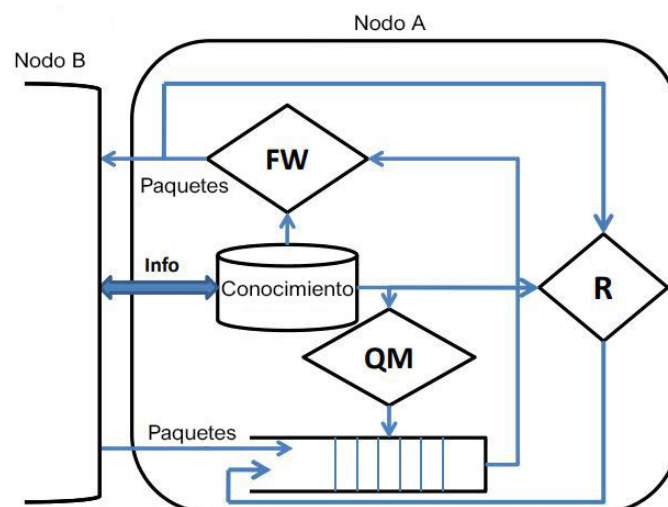 Nodo A
Nodo B
FW
Paquetes
Info
Conocimiento
R
QM
Paquetes